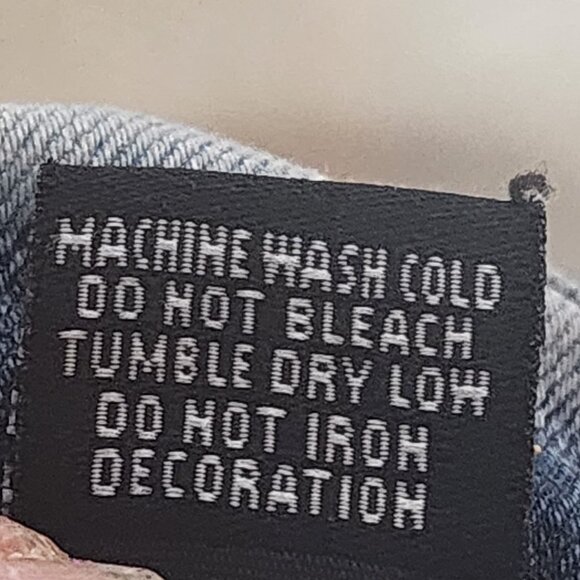 MACHINE WASH COLD
DO NOT BLEACH
TUMBLE DRY LOW
DO NOT IRON
DECORATION